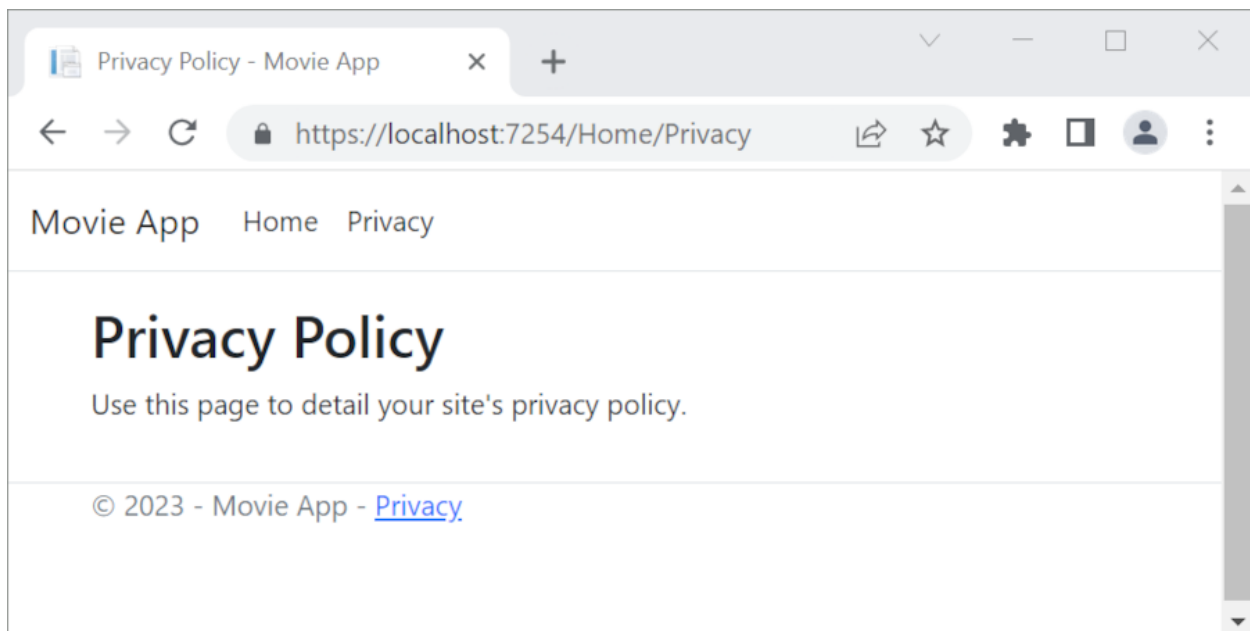 Privacy Policy - Movie App
https://localhost:7254/Home/Privacy
Movie App Home Privacy
Privacy Policy
Use this page to detail your site's privacy policy.
© 2023 - Movie App - Privacy